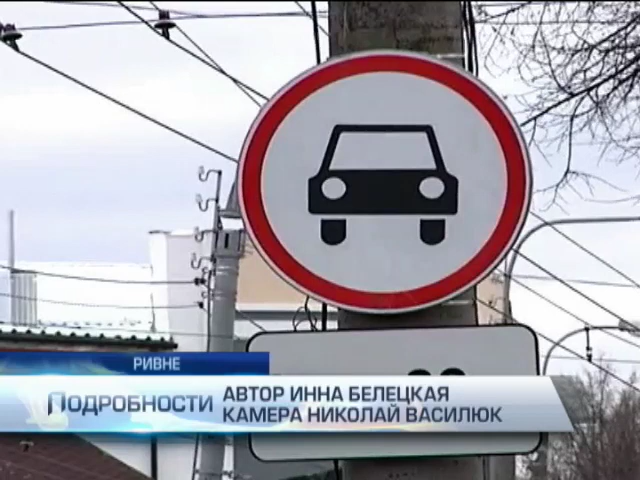 РИВНЕ
ПОДРОБНОСТИ
АВТОР ИННА БЕЛЕЦКАЯ
КАМЕРА НИКОЛАЙ ВАСИЛЮК